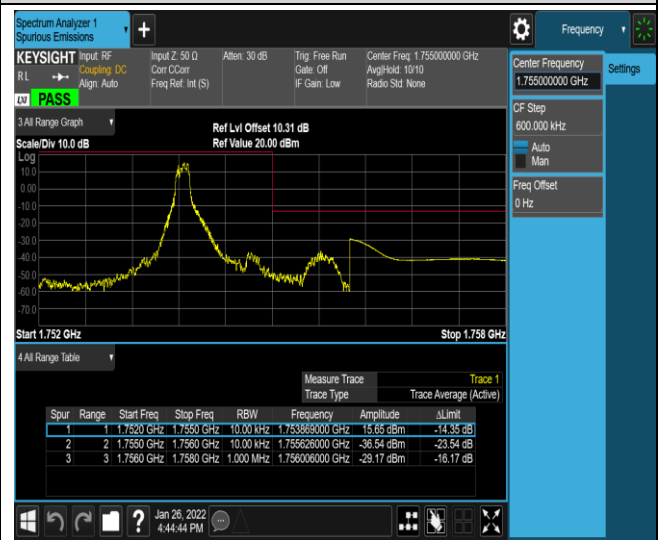 Spectrum Analyzer 1
Spurious Emissions
Frequency
KEYSIGHT Input: RF Input Z: 50 Ω Atten: 30 dB Trig: Free Run Center Freq: 1.755000000 GHz
R L Coupling: DC Corr CCorr Gate: Off Avg|Hold: 10/10
Align: Auto Freq Ref: Int (S) IF Gain: Low Radio Std: None
LXI PASS
Center Frequency
1.755000000 GHz
Settings
CF Step
600.000 kHz
Auto
Man
Freq Offset
0 Hz
3 All Range Graph
Ref Lvl Offset 10.31 dB
Scale/Div 10.0 dB Ref Value 20.00 dBm
Log
10.0
0.00
-10.0
-20.0
-30.0
-40.0
-50.0
-60.0
-70.0
Start 1.752 GHz Stop 1.758 GHz
4 All Range Table
Measure Trace Trace 1
Trace Type Trace Average (Active)
Spur Range Start Freq Stop Freq RBW Frequency Amplitude ΔLimit
1 1 1.7520 GHz 1.7550 GHz 10.00 kHz 1.753869000 GHz 15.65 dBm -14.35 dB
2 2 1.7550 GHz 1.7560 GHz 10.00 kHz 1.755626000 GHz -36.54 dBm -23.54 dB
3 3 1.7560 GHz 1.7580 GHz 1.000 MHz 1.756006000 GHz -29.17 dBm -16.17 dB
Jan 26, 2022
4:44:44 PM